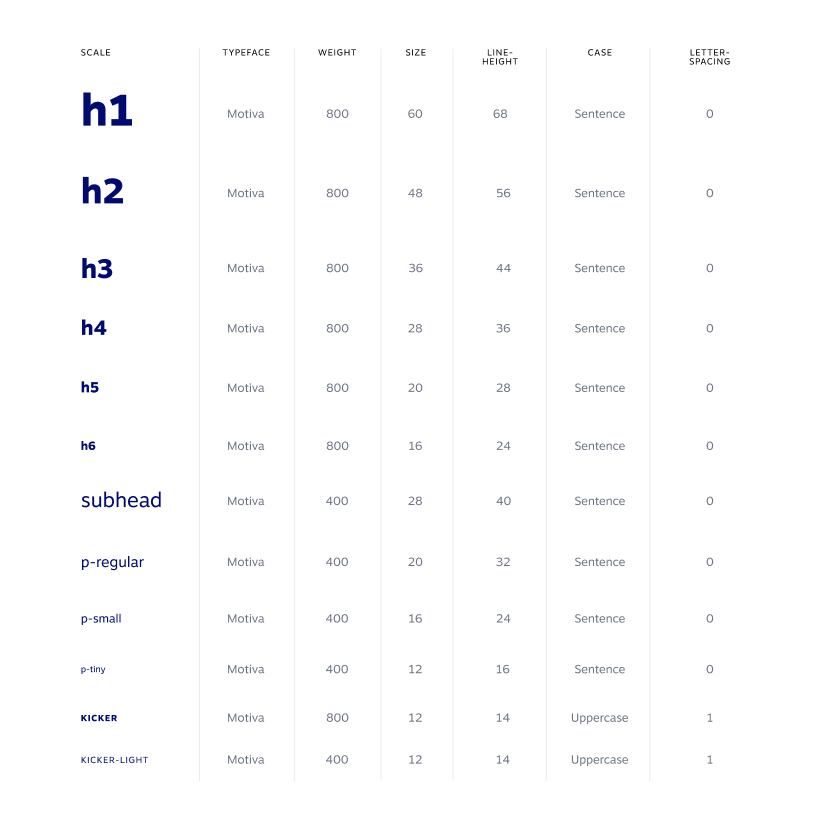 SCALE TYPEFACE WEIGHT SIZE LINE-HEIGHT CASE LETTER-SPACING
h1 Motiva 800 60 68 Sentence 0
h2 Motiva 800 48 56 Sentence 0
h3 Motiva 800 36 44 Sentence 0
h4 Motiva 800 28 36 Sentence 0
h5 Motiva 800 20 28 Sentence 0
h6 Motiva 800 16 24 Sentence 0
subhead Motiva 400 28 40 Sentence 0
p-regular Motiva 400 20 32 Sentence 0
p-small Motiva 400 16 24 Sentence 0
p-tiny Motiva 400 12 16 Sentence 0
KICKER Motiva 800 12 14 Uppercase 1
KICKER-LIGHT Motiva 400 12 14 Uppercase 1